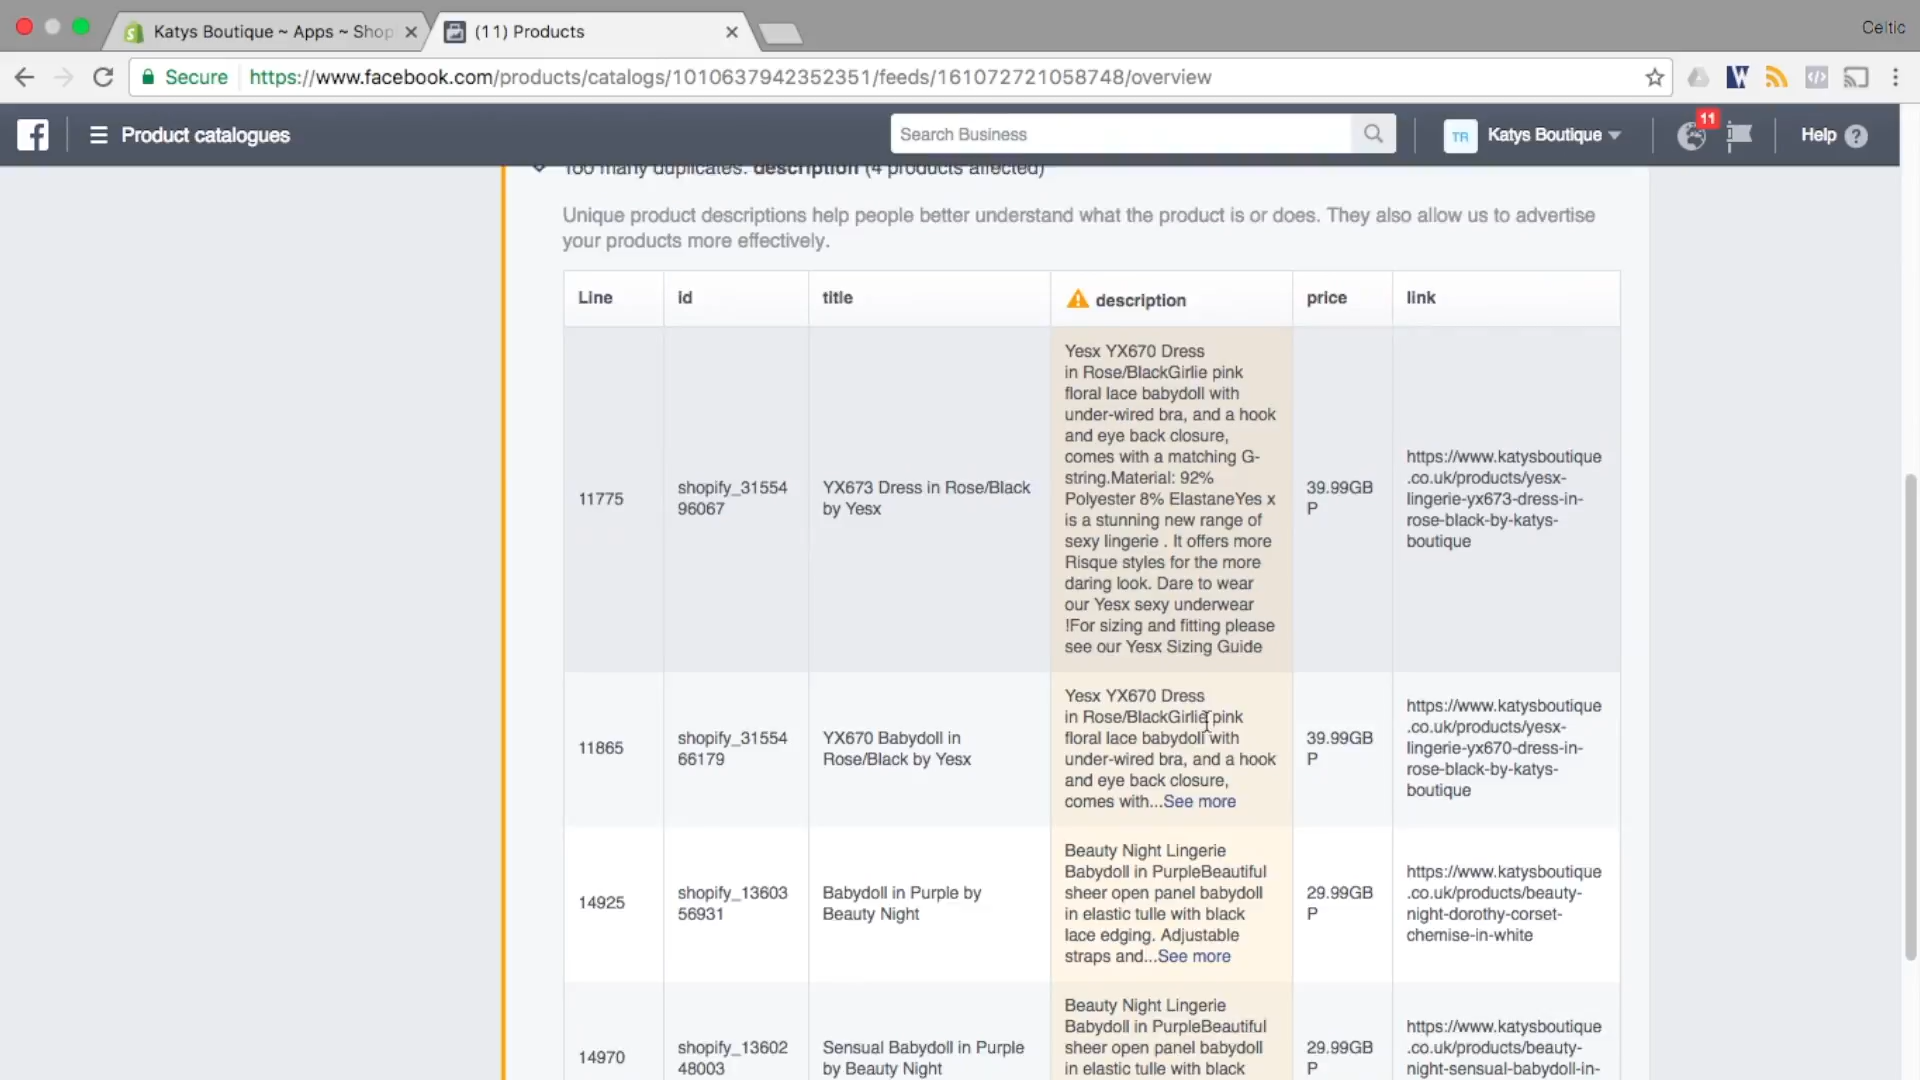 Katys Boutique ~ Apps ~ Shop
(11) Products
Celtic
Secure
https://www.facebook.com/products/catalogs/1010637942352351/feeds/161072721058748/overview
Product catalogues
Search Business
TR
Katys Boutique
11
Help
Too many duplicates: description (4 products affected)
Unique product descriptions help people better understand what the product is or does. They also allow us to advertise
your products more effectively.
Line
id
title
description
price
link
11775
shopify_31554
96067
YX673 Dress in Rose/Black
by Yesx
Yesx YX670 Dress
in Rose/BlackGirlie pink
floral lace babydoll with
under-wired bra, and a hook
and eye back closure,
comes with a matching G-
string.Material: 92%
Polyester 8% ElastaneYes x
is a stunning new range of
sexy lingerie . It offers more
Risque styles for the more
daring look. Dare to wear
our Yesx sexy underwear
!For sizing and fitting please
see our Yesx Sizing Guide
39.99GB
P
https://www.katysboutique
.co.uk/products/yesx-
lingerie-yx673-dress-in-
rose-black-by-katys-
boutique
11865
shopify_31554
66179
YX670 Babydoll in
Rose/Black by Yesx
Yesx YX670 Dress
in Rose/BlackGirlie pink
floral lace babydoll with
under-wired bra, and a hook
and eye back closure,
comes with...See more
39.99GB
P
https://www.katysboutique
.co.uk/products/yesx-
lingerie-yx670-dress-in-
rose-black-by-katys-
boutique
14925
shopify_13603
56931
Babydoll in Purple by
Beauty Night
Beauty Night Lingerie
Babydoll in PurpleBeautiful
sheer open panel babydoll
in elastic tulle with black
lace edging. Adjustable
straps and...See more
29.99GB
P
https://www.katysboutique
.co.uk/products/beauty-
night-dorothy-corset-
chemise-in-white
14970
shopify_13602
48003
Sensual Babydoll in Purple
by Beauty Night
Beauty Night Lingerie
Babydoll in PurpleBeautiful
sheer open panel babydoll
in elastic tulle with black
29.99GB
P
https://www.katysboutique
.co.uk/products/beauty-
night-sensual-babydoll-in-